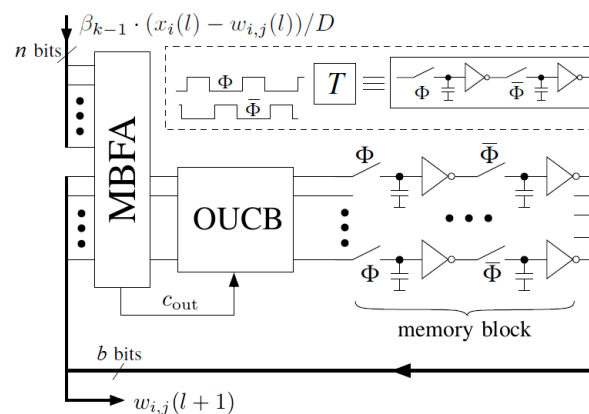 β_{k−1} · (x_i(l) − w_{i,j}(l))/D
n bits
Φ
Φ̄
T
≡
Φ
Φ̄
MBFA
OUCB
Φ
Φ̄
Φ
Φ̄
c_out
memory block
b bits
w_{i,j}(l+1)